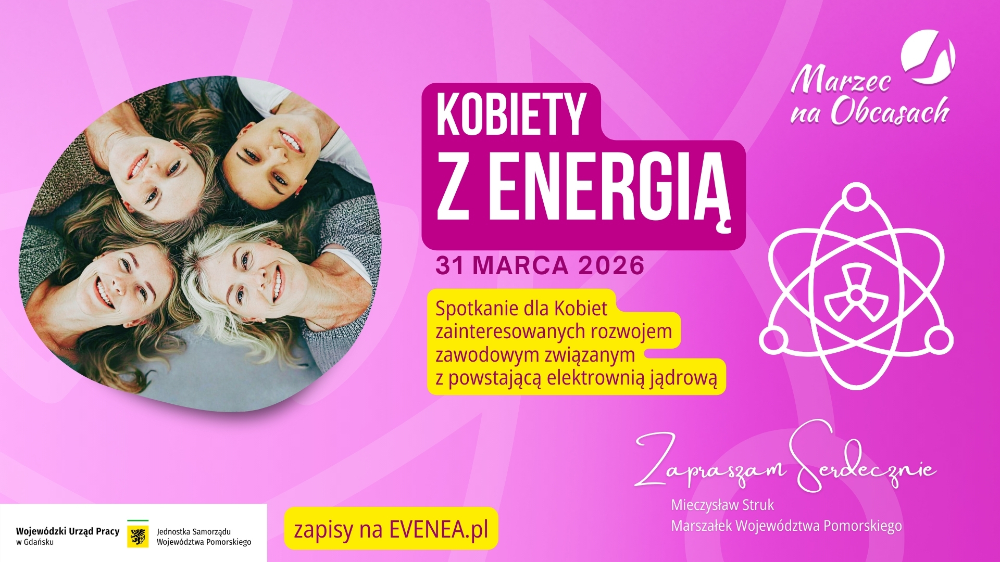 Marzec
na Obcasach
KOBIETY
Z ENERGIĄ
31 MARCA 2026
Spotkanie dla Kobiet
zainteresowanych rozwojem
zawodowym związanym
z powstającą elektrownią jądrową
Zapraszam Serdecznie
Mieczysław Struk
Marszałek Województwa Pomorskiego
Wojewódzki Urząd Pracy
w Gdańsku
Jednostka Samorządu
Województwa Pomorskiego
zapisy na EVENEA.pl